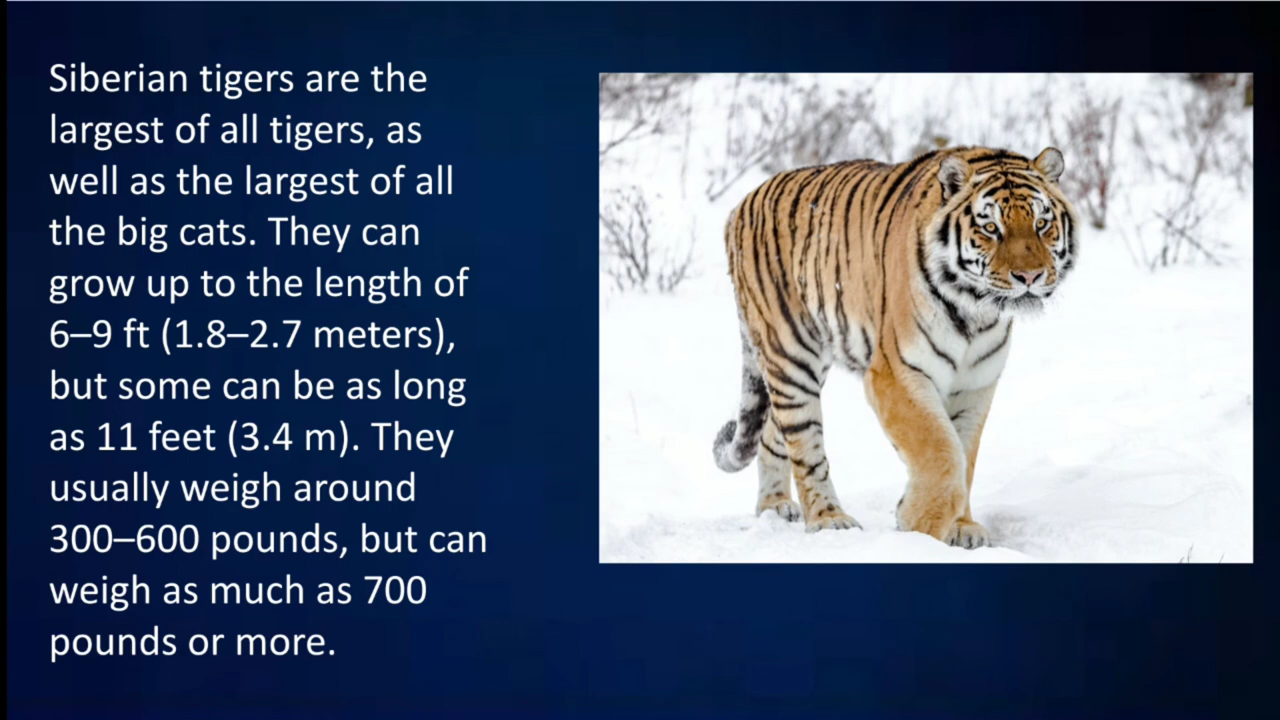 Siberian tigers are the
largest of all tigers, as
well as the largest of all
the big cats. They can
grow up to the length of
6–9 ft (1.8–2.7 meters),
but some can be as long
as 11 feet (3.4 m). They
usually weigh around
300–600 pounds, but can
weigh as much as 700
pounds or more.